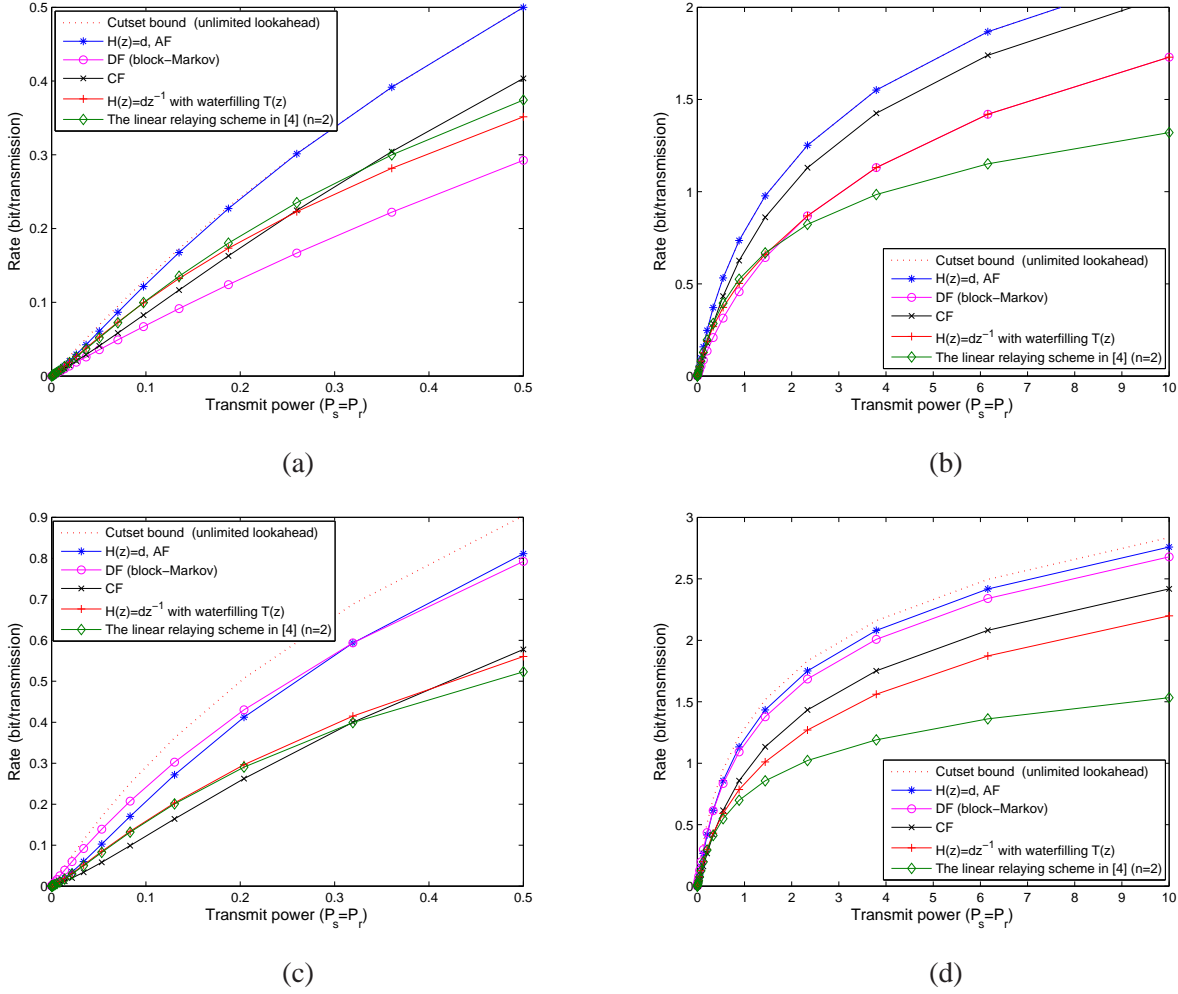 0.5
0.4
0.3
0.2
0.1
0
Rate (bit/transmission)
Cutset bound (unlimited lookahead)
H(z)=d, AF
DF (block−Markov)
CF
H(z)=dz⁻¹ with waterfilling T(z)
The linear relaying scheme in [4] (n=2)
0 0.1 0.2 0.3 0.4 0.5
Transmit power (Pₛ=Pᵣ)
(a)
2
1.5
1
0.5
0
Rate (bit/transmission)
Cutset bound (unlimited lookahead)
H(z)=d, AF
DF (block−Markov)
CF
H(z)=dz⁻¹ with waterfilling T(z)
The linear relaying scheme in [4] (n=2)
0 1 2 3 4 5 6 7 8 9 10
Transmit power (Pₛ=Pᵣ)
(b)
0.9
0.8
0.7
0.6
0.5
0.4
0.3
0.2
0.1
0
Rate (bit/transmission)
Cutset bound (unlimited lookahead)
H(z)=d, AF
DF (block−Markov)
CF
H(z)=dz⁻¹ with waterfilling T(z)
The linear relaying scheme in [4] (n=2)
0 0.1 0.2 0.3 0.4 0.5
Transmit power (Pₛ=Pᵣ)
(c)
3
2.5
2
1.5
1
0.5
0
Rate (bit/transmission)
Cutset bound (unlimited lookahead)
H(z)=d, AF
DF (block−Markov)
CF
H(z)=dz⁻¹ with waterfilling T(z)
The linear relaying scheme in [4] (n=2)
0 1 2 3 4 5 6 7 8 9 10
Transmit power (Pₛ=Pᵣ)
(d)